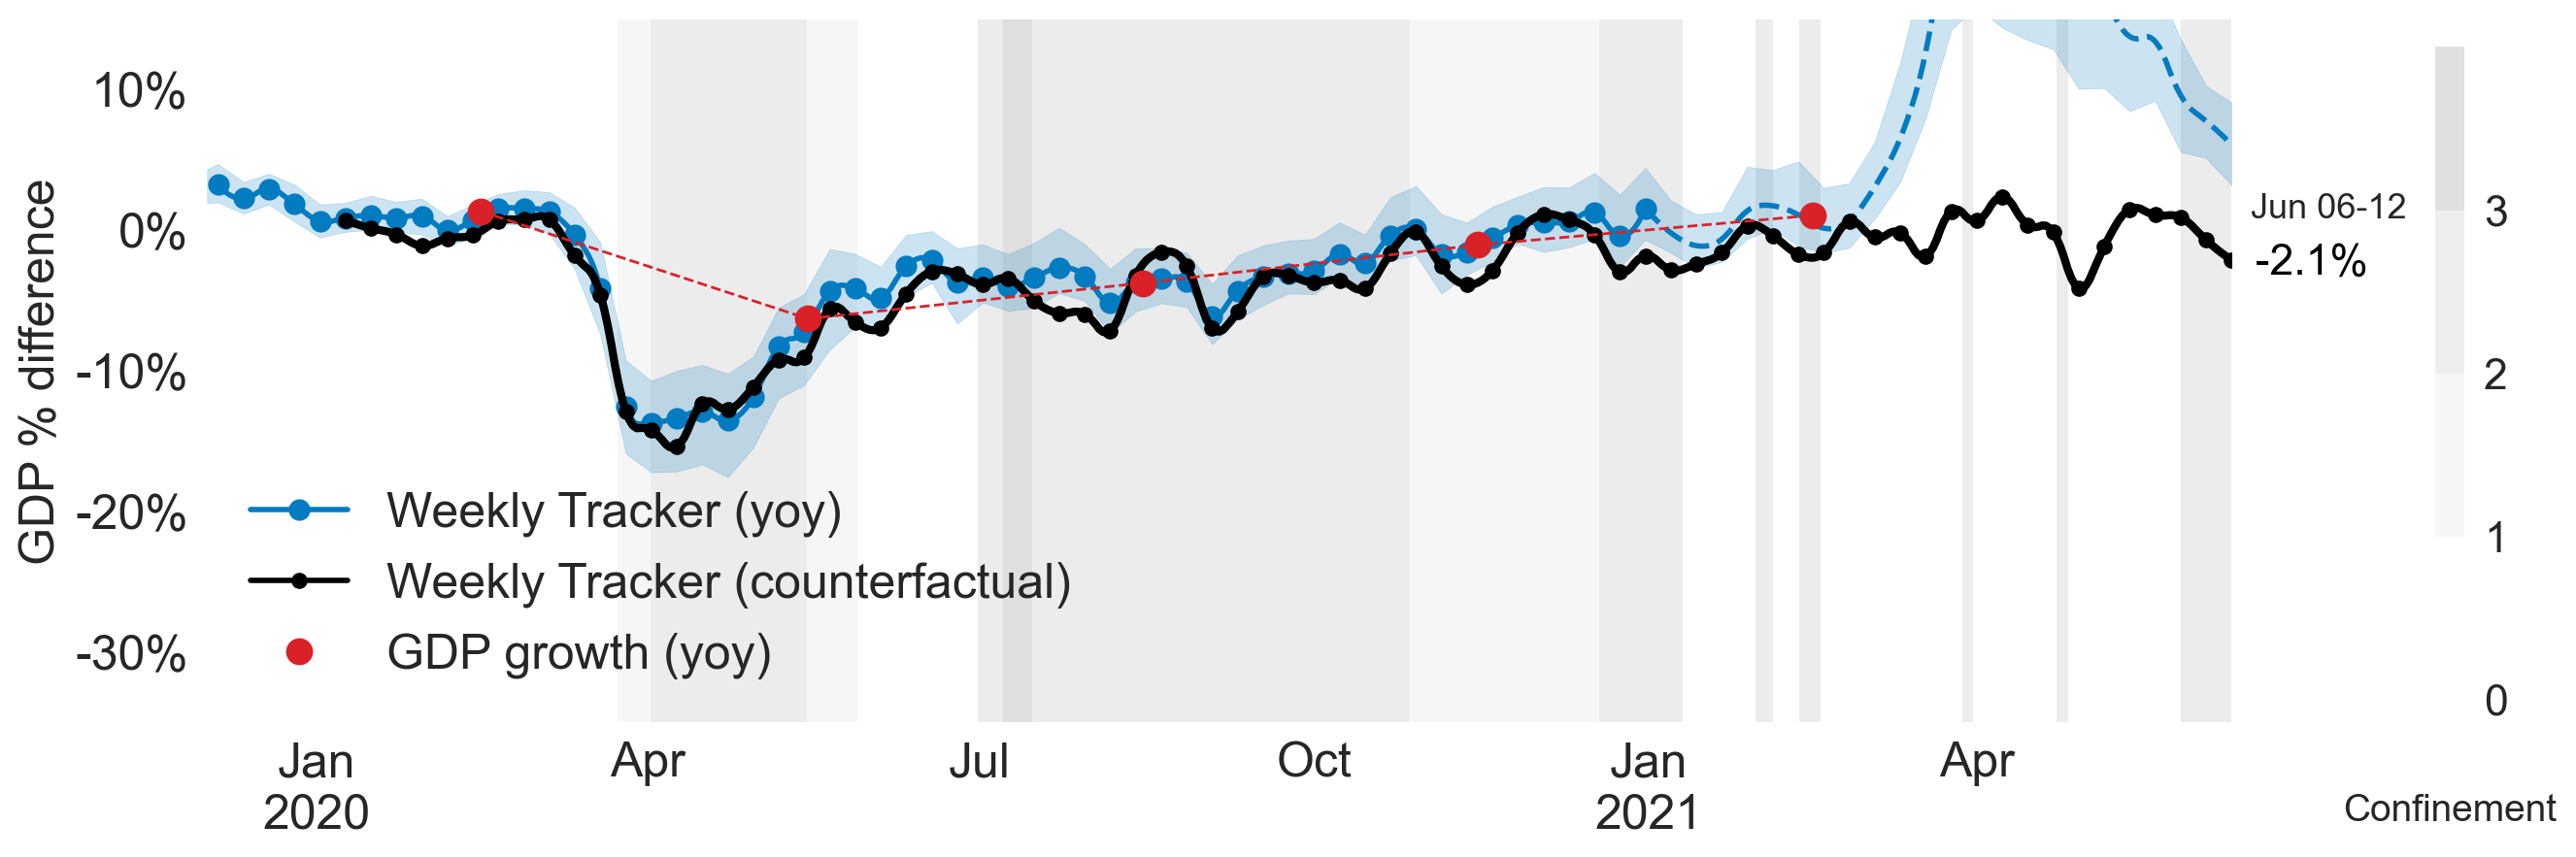 GDP % difference
10%
0%
-10%
-20%
-30%
Weekly Tracker (yoy)
Weekly Tracker (counterfactual)
GDP growth (yoy)
Jan
2020
Apr
Jul
Oct
Jan
2021
Apr
Jun 06-12
-2.1%
3
2
1
0
Confinement